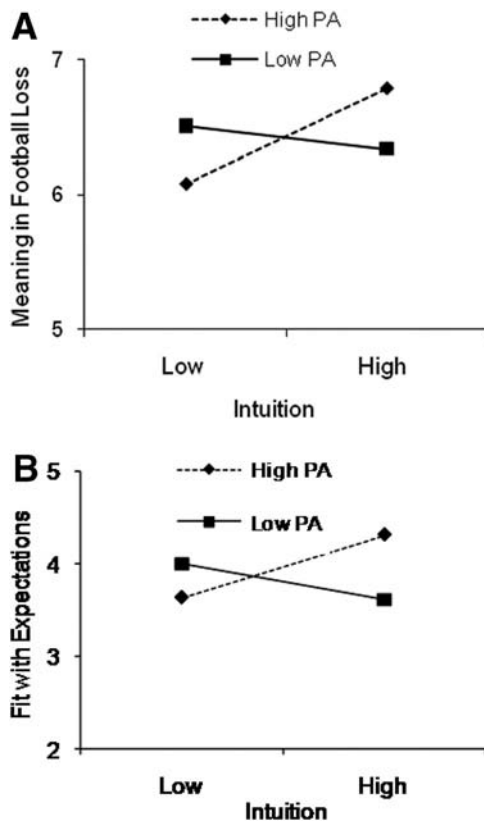 A
High PA
Low PA
Meaning in Football Loss
7
6
5
Low High
Intuition
B
High PA
Low PA
Fit with Expectations
5
4
3
2
Low High
Intuition